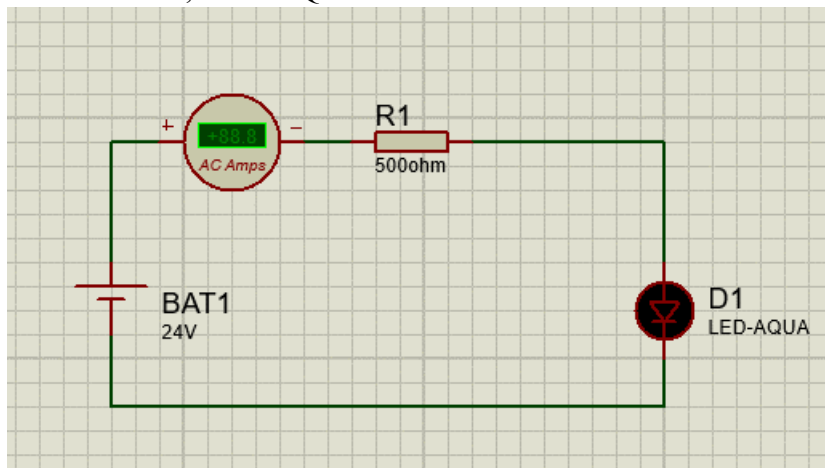 R1
+
+88.8
−
AC Amps
500ohm
BAT1
24V
D1
LED-AQUA